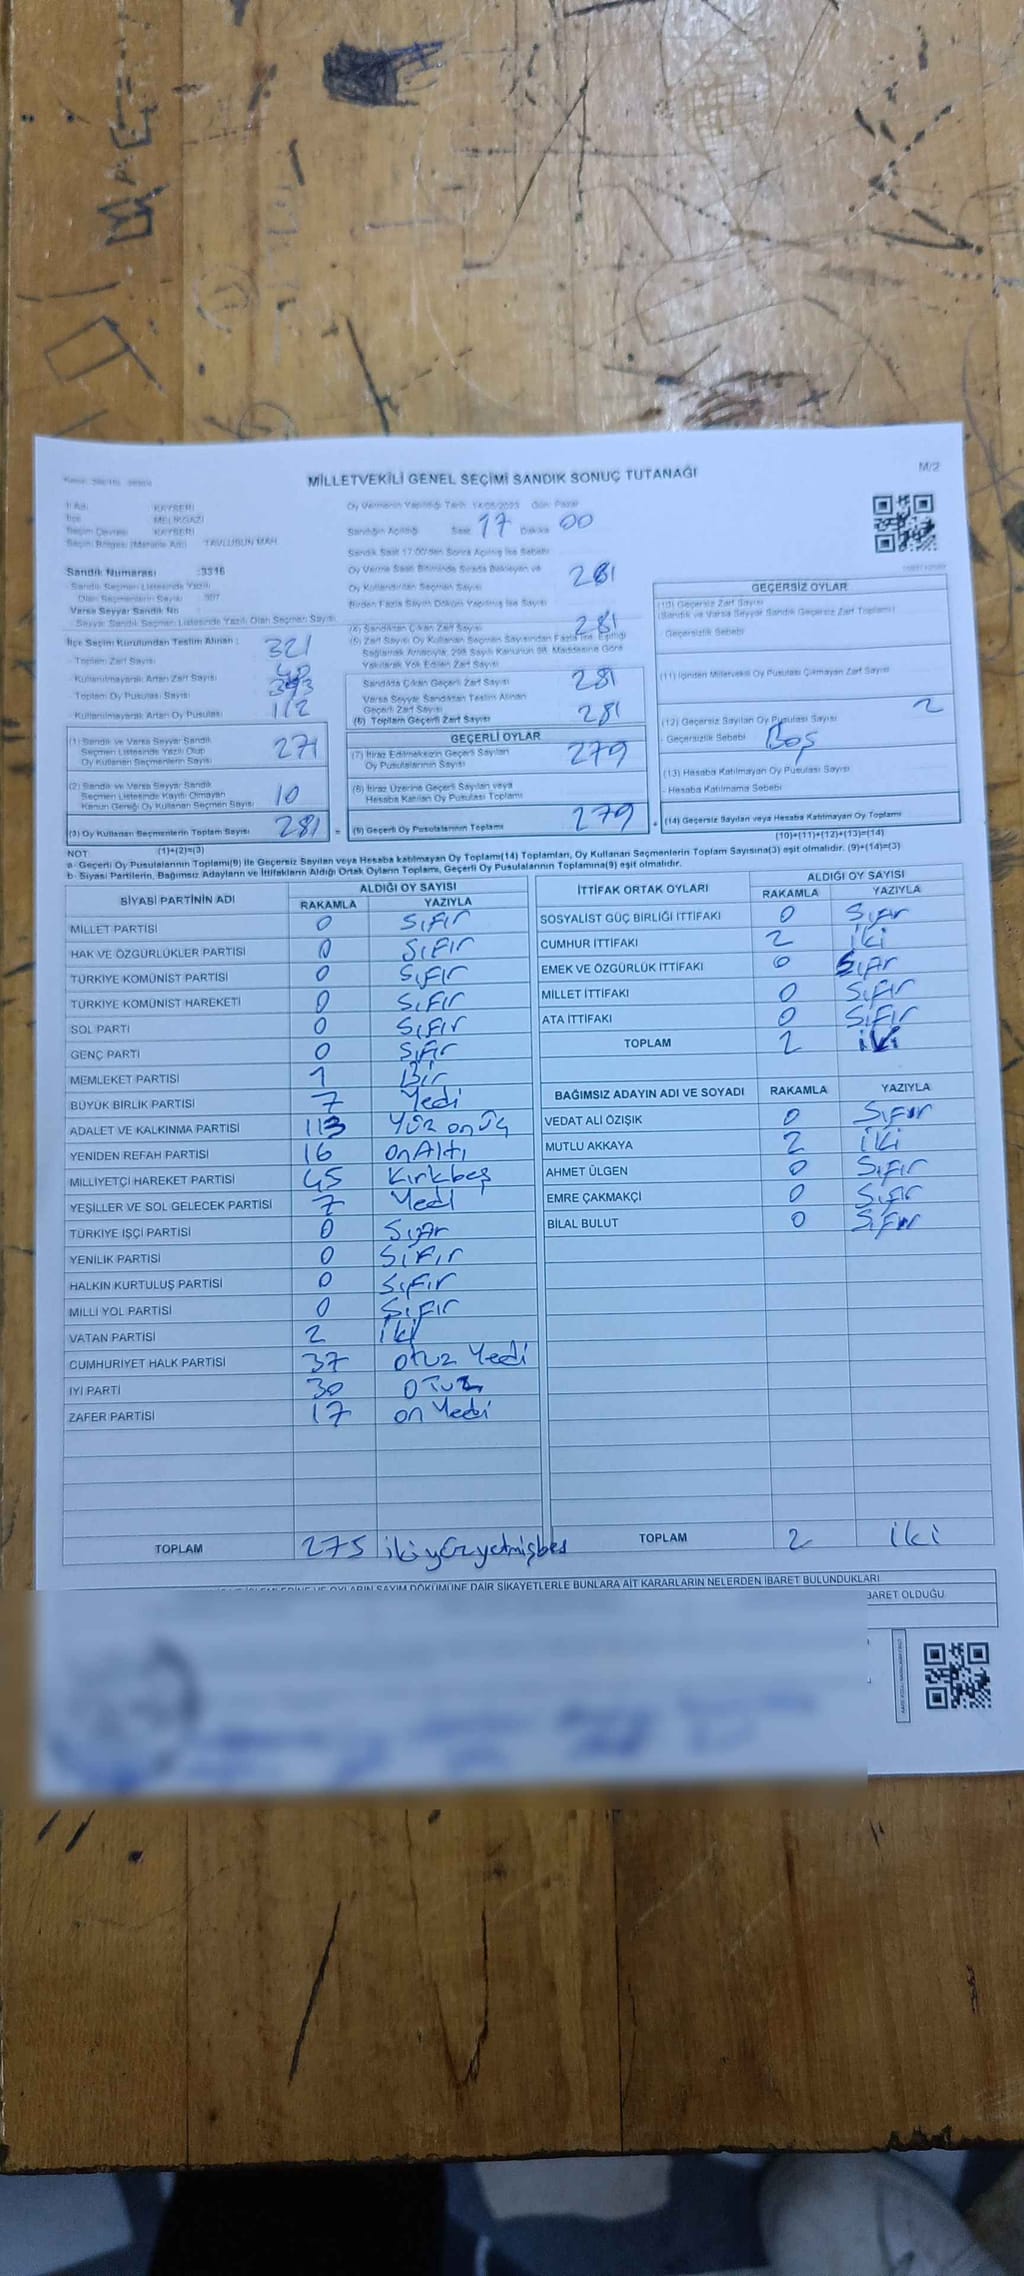 MİLLETVEKİLİ GENEL SEÇİMİ SANDIK SONUÇ TUTANAĞI
M/2
İl Adı KAYSERİ
İlçe MELİKGAZİ
Seçim Çevresi KAYSERİ
TAVLUSUN MAH.
Oy Vermenin Yapıldığı Tarih 14/05/2023 Gün Pazar
Sandığın Açıldığı Saat 17 Dakika 00
Sandık Saat 17:00'den Sonra Açılmış İse Sebebi
Sandık Numarası :3316
Sandık Seçmen Listesinde Yazılı
Olan Seçmenlerin Sayısı
Varsa Seyyar Sandık No
Seyyar Sandık Seçmen Listesinde Yazılı Olan Seçmen Sayısı
İlçe Seçim Kurulundan Teslim Alınan :
- Toplam Zarf Sayısı 321
- Kullanılmayarak Artan Zarf Sayısı
- Toplam Oy Pusulası Sayısı
- Kullanılmayarak Artan Oy Pusulası 112
(1) Sandık ve Varsa Seyyar Sandık
Seçmen Listesinde Yazılı Olup
Oy Kullanan Seçmenlerin Sayısı 271
(2) Sandık ve Varsa Seyyar Sandık
Seçmen Listesinde Kayıtlı Olmayan
Kanun Gereği Oy Kullanan Seçmen Sayısı 10
(3) Oy Kullanan Seçmenlerin Toplam Sayısı 281 =
(1)+(2)=(3)
Oy Verme Saati Bitiminde Sırada Bekleyen ve
Oy Kullandırılan Seçmen Sayısı 281
Birden Fazla Sayım Döküm Yapılmış İse Sayısı
(4) Sandıktan Çıkan Zarf Sayısı 281
(5) Zarf Sayısı Oy Kullanan Seçmen Sayısından Fazla İse, Eşitliği
Sağlamak Amacıyla, 298 Sayılı Kanunun 98. Maddesine Göre
Yakılarak Yok Edilen Zarf Sayısı
Sandıkta Çıkan Geçerli Zarf Sayısı 281
Varsa Seyyar Sandıktan Teslim Alınan
Geçerli Zarf Sayısı
(6) Toplam Geçerli Zarf Sayısı 281
GEÇERLİ OYLAR
(7) İtiraz Edilmeksizin Geçerli Sayılan
Oy Pusulalarının Sayısı 279
(8) İtiraz Üzerine Geçerli Sayılan veya
Hesaba Katılan Oy Pusulası Toplamı
(9) Geçerli Oy Pusulalarının Toplamı 279 +
GEÇERSİZ OYLAR
(10) Geçersiz Zarf Sayısı
(Sandık ve Varsa Seyyar Sandık Geçersiz Zarf Toplamı)
- Geçersizlik Sebebi
(11) İçinden Milletvekili Oy Pusulası Çıkmayan Zarf Sayısı
(12) Geçersiz Sayılan Oy Pusulası Sayısı 2
- Geçersizlik Sebebi Boş
(13) Hesaba Katılmayan Oy Pusulası Sayısı
- Hesaba Katılmama Sebebi
(14) Geçersiz Sayılan veya Hesaba Katılmayan Oy Toplamı
(10)+(11)+(12)+(13)=(14)
NOT:
a- Geçerli Oy Pusulalarının Toplamı(9) ile Geçersiz Sayılan veya Hesaba katılmayan Oy Toplamı(14) Toplamları, Oy Kullanan Seçmenlerin Toplam Sayısına(3) eşit olmalıdır. (9)+(14)=(3)
b- Siyasi Partilerin, Bağımsız Adayların ve İttifakların Aldığı Ortak Oyların Toplamı, Geçerli Oy Pusulalarının Toplamına(9) eşit olmalıdır.
SİYASİ PARTİNİN ADI ALDIĞI OY SAYISI
RAKAMLA YAZIYLA
MİLLET PARTİSİ 0 Sıfır
HAK VE ÖZGÜRLÜKLER PARTİSİ 0 Sıfır
TÜRKİYE KOMÜNİST PARTİSİ 0 Sıfır
TÜRKİYE KOMÜNİST HAREKETİ 0 Sıfır
SOL PARTİ 0 Sıfır
GENÇ PARTİ 0 Sıfır
MEMLEKET PARTİSİ 1 Bir
BÜYÜK BİRLİK PARTİSİ 7 Yedi
ADALET VE KALKINMA PARTİSİ 113 Yüz on üç
YENİDEN REFAH PARTİSİ 16 onAltı
MİLLİYETÇİ HAREKET PARTİSİ 45 Kırkbeş
YEŞİLLER VE SOL GELECEK PARTİSİ 7 Yedi
TÜRKİYE İŞÇİ PARTİSİ 0 Sıfır
YENİLİK PARTİSİ 0 Sıfır
HALKIN KURTULUŞ PARTİSİ 0 Sıfır
MİLLİ YOL PARTİSİ 0 Sıfır
VATAN PARTİSİ 2 iki
CUMHURİYET HALK PARTİSİ 37 otuz Yedi
İYİ PARTİ 30 OTUZ
ZAFER PARTİSİ 17 on Yedi
TOPLAM 275 ikiyüzyetmişbeş
İTTİFAK ORTAK OYLARI ALDIĞI OY SAYISI
RAKAMLA YAZIYLA
SOSYALİST GÜÇ BİRLİĞİ İTTİFAKI 0 Sıfır
CUMHUR İTTİFAKI 2 iki
EMEK VE ÖZGÜRLÜK İTTİFAKI 0 Sıfır
MİLLET İTTİFAKI 0 Sıfır
ATA İTTİFAKI 0 Sıfır
TOPLAM 2 iki
BAĞIMSIZ ADAYIN ADI VE SOYADI RAKAMLA YAZIYLA
VEDAT ALİ ÖZIŞIK 0 Sıfır
MUTLU AKKAYA 2 iki
AHMET ÜLGEN 0 Sıfır
EMRE ÇAKMAKÇİ 0 Sıfır
BİLAL BULUT 0 Sıfır
TOPLAM 2 iki
OYLARIN SAYIM DÖKÜMÜNE DAİR ŞİKAYETLERLE BUNLARA AİT KARARLARIN NELERDEN İBARET BULUNDUKLARI
İBARET OLDUĞU